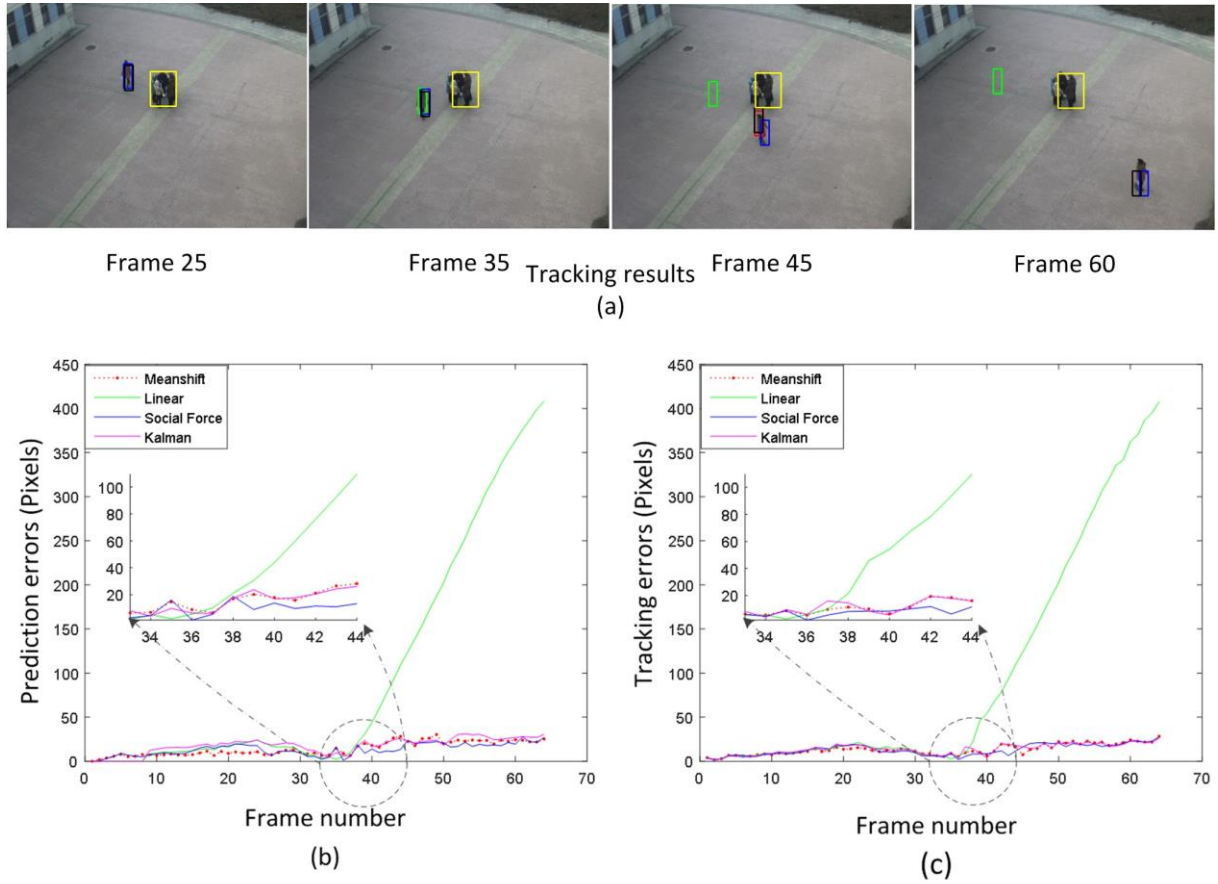 Frame 25
Frame 35
Frame 45
Frame 60
Tracking results
(a)
450
400
350
300
250
200
150
100
50
0
Prediction errors (Pixels)
Meanshift
Linear
Social Force
Kalman
100
80
60
40
20
34
36
38
40
42
44
0
10
20
30
40
50
60
70
Frame number
(b)
450
400
350
300
250
200
150
100
50
0
Tracking errors (Pixels)
Meanshift
Linear
Social Force
Kalman
100
80
60
40
20
34
36
38
40
42
44
0
10
20
30
40
50
60
70
Frame number
(c)